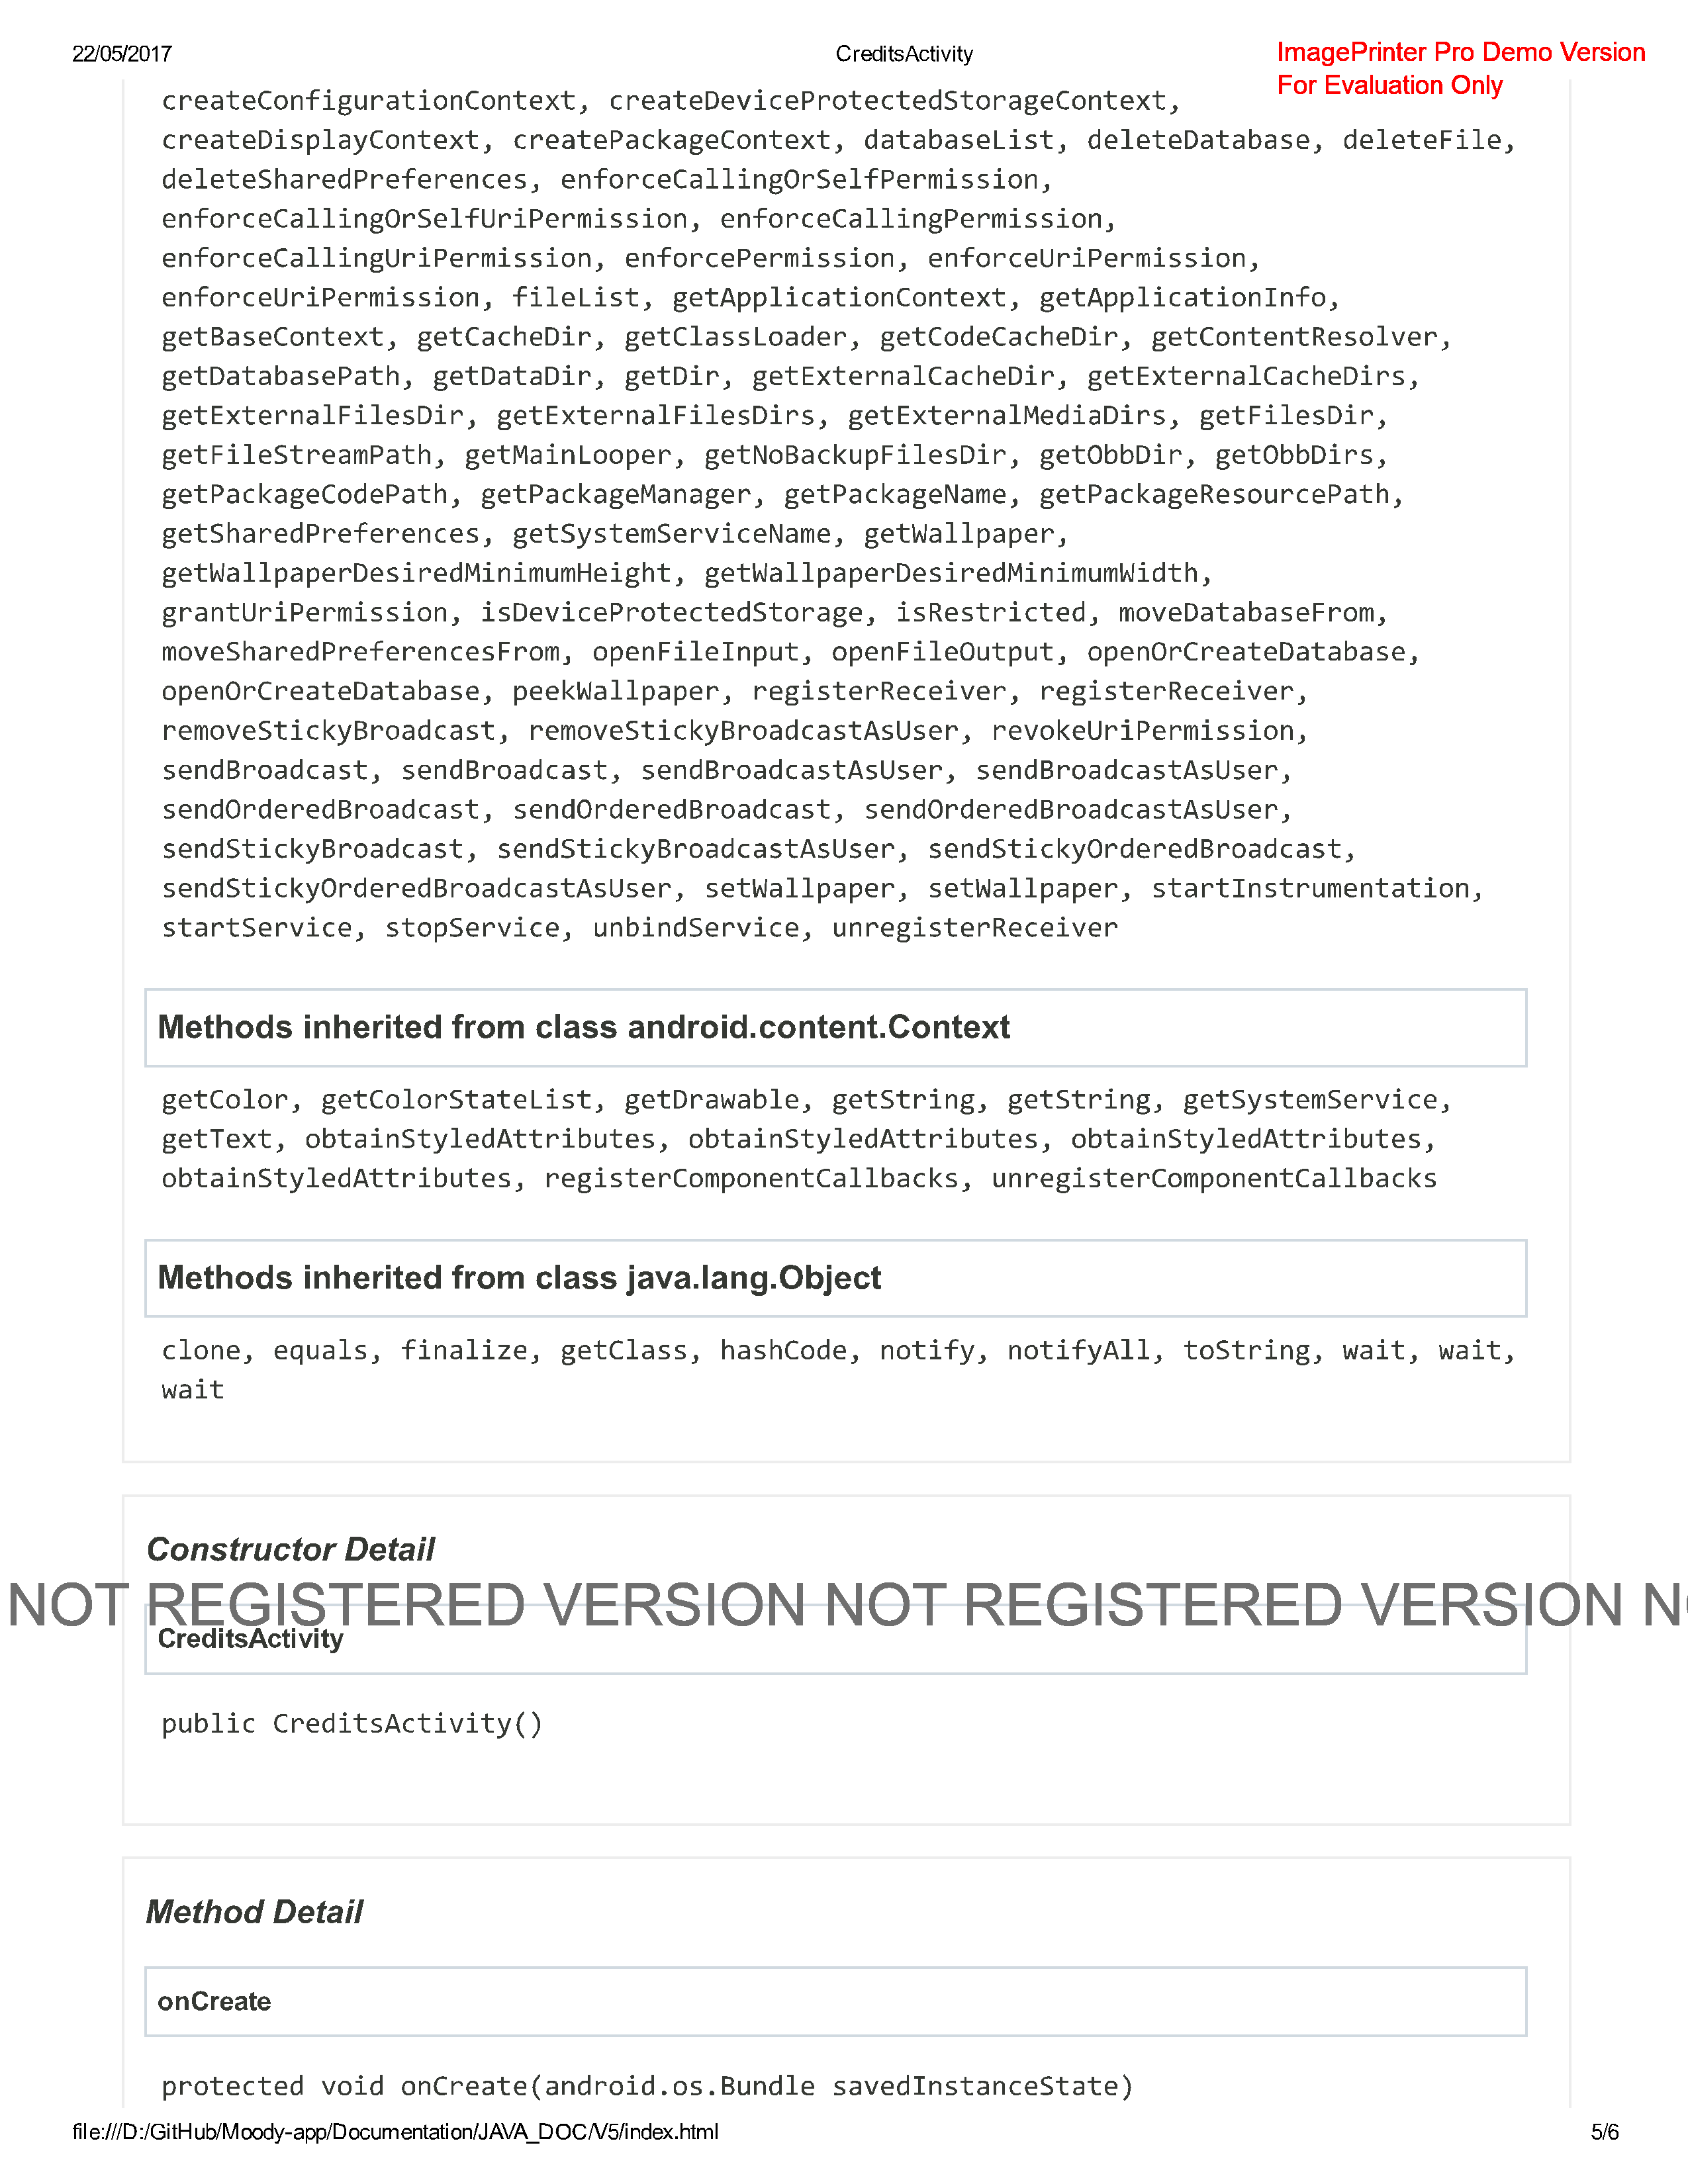 22/05/2017
CreditsActivity
ImagePrinter Pro Demo Version
For Evaluation Only
createConfigurationContext, createDeviceProtectedStorageContext,
createDisplayContext, createPackageContext, databaseList, deleteDatabase, deleteFile,
deleteSharedPreferences, enforceCallingOrSelfPermission,
enforceCallingOrSelfUriPermission, enforceCallingPermission,
enforceCallingUriPermission, enforcePermission, enforceUriPermission,
enforceUriPermission, fileList, getApplicationContext, getApplicationInfo,
getBaseContext, getCacheDir, getClassLoader, getCodeCacheDir, getContentResolver,
getDatabasePath, getDataDir, getDir, getExternalCacheDir, getExternalCacheDirs,
getExternalFilesDir, getExternalFilesDirs, getExternalMediaDirs, getFilesDir,
getFileStreamPath, getMainLooper, getNoBackupFilesDir, getObbDir, getObbDirs,
getPackageCodePath, getPackageManager, getPackageName, getPackageResourcePath,
getSharedPreferences, getSystemServiceName, getWallpaper,
getWallpaperDesiredMinimumHeight, getWallpaperDesiredMinimumWidth,
grantUriPermission, isDeviceProtectedStorage, isRestricted, moveDatabaseFrom,
moveSharedPreferencesFrom, openFileInput, openFileOutput, openOrCreateDatabase,
openOrCreateDatabase, peekWallpaper, registerReceiver, registerReceiver,
removeStickyBroadcast, removeStickyBroadcastAsUser, revokeUriPermission,
sendBroadcast, sendBroadcast, sendBroadcastAsUser, sendBroadcastAsUser,
sendOrderedBroadcast, sendOrderedBroadcast, sendOrderedBroadcastAsUser,
sendStickyBroadcast, sendStickyBroadcastAsUser, sendStickyOrderedBroadcast,
sendStickyOrderedBroadcastAsUser, setWallpaper, setWallpaper, startInstrumentation,
startService, stopService, unbindService, unregisterReceiver
Methods inherited from class android.content.Context
getColor, getColorStateList, getDrawable, getString, getString, getSystemService,
getText, obtainStyledAttributes, obtainStyledAttributes, obtainStyledAttributes,
obtainStyledAttributes, registerComponentCallbacks, unregisterComponentCallbacks
Methods inherited from class java.lang.Object
clone, equals, finalize, getClass, hashCode, notify, notifyAll, toString, wait, wait,
wait
Constructor Detail
NOT REGISTERED VERSION NOT REGISTERED VERSION N
CreditsActivity
public CreditsActivity()
Method Detail
onCreate
protected void onCreate(android.os.Bundle savedInstanceState)
file:///D:/GitHub/Moody-app/Documentation/JAVA_DOC/V5/index.html
5/6